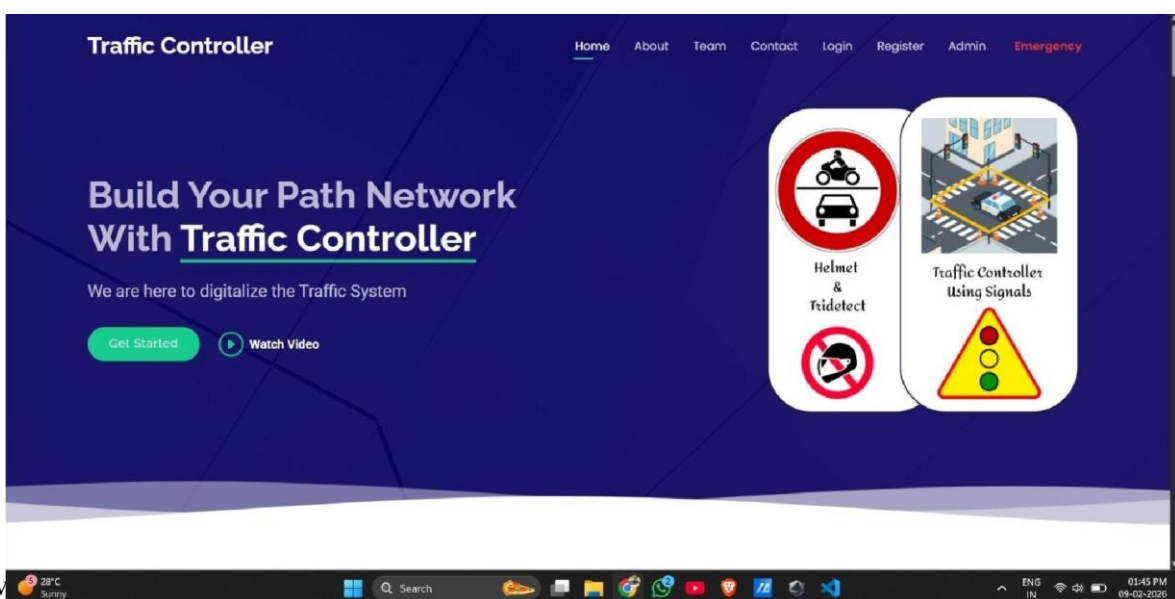 Traffic Controller
Home About Team Contact Login Register Admin Emergency
Build Your Path Network
With Traffic Controller
We are here to digitalize the Traffic System
Get Started Watch Video
Helmet
&
Tridetect
Traffic Controller
Using Signals
5 28°C
Sunny
Search
2
ENG
IN
01:45 PM
09-02-2026